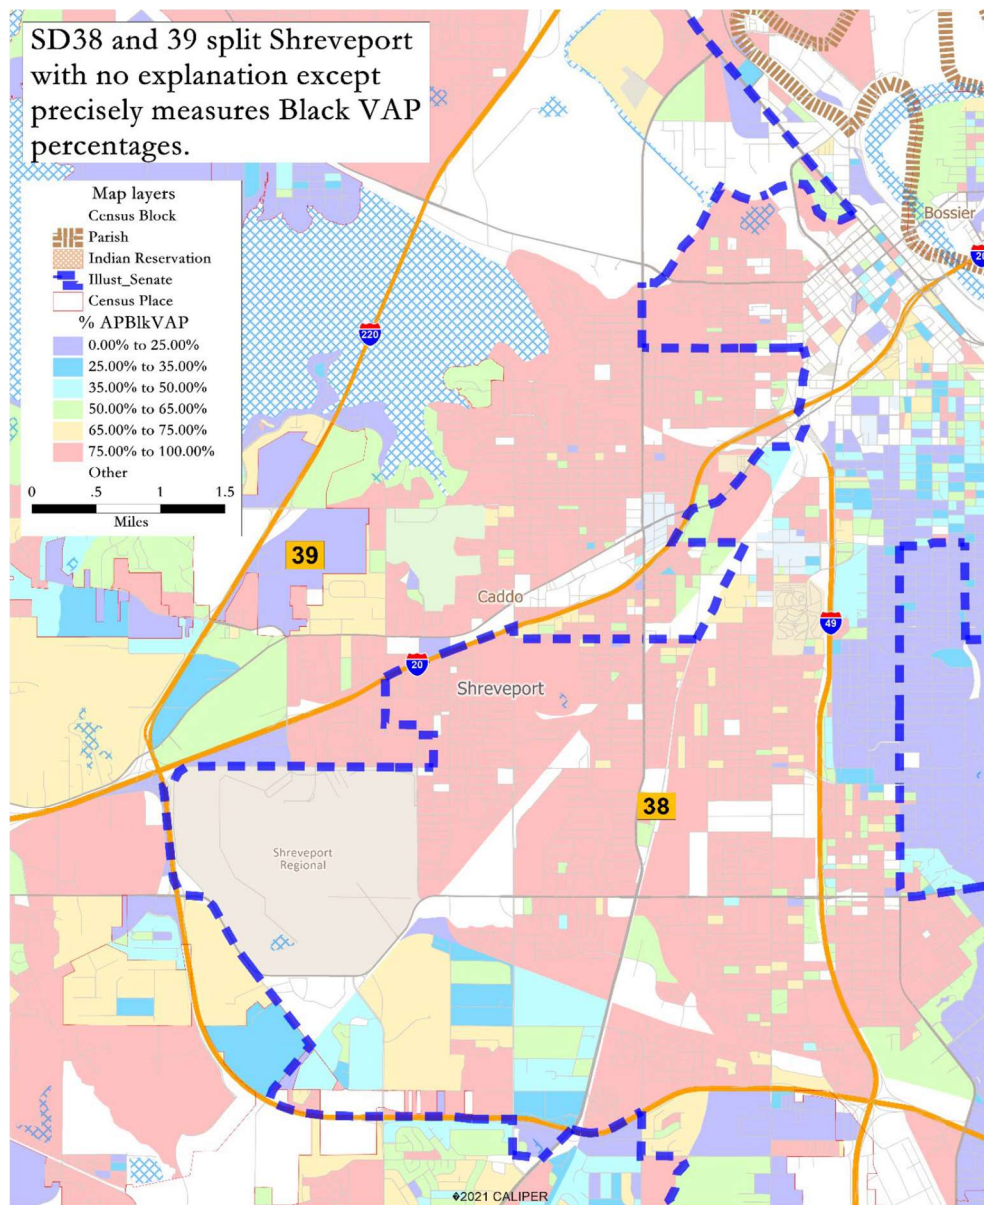 SD38 and 39 split Shreveport
with no explanation except
precisely measures Black VAP
percentages.
Map layers
Census Block
Parish
Indian Reservation
Illust_Senate
Census Place
% APBlkVAP
0.00% to 25.00%
25.00% to 35.00%
35.00% to 50.00%
50.00% to 65.00%
65.00% to 75.00%
75.00% to 100.00%
Other
0 .5 1 1.5
Miles
Bossier
20
220
39
Caddo
49
20
Shreveport
38
Shreveport
Regional
�2021 CALIPER